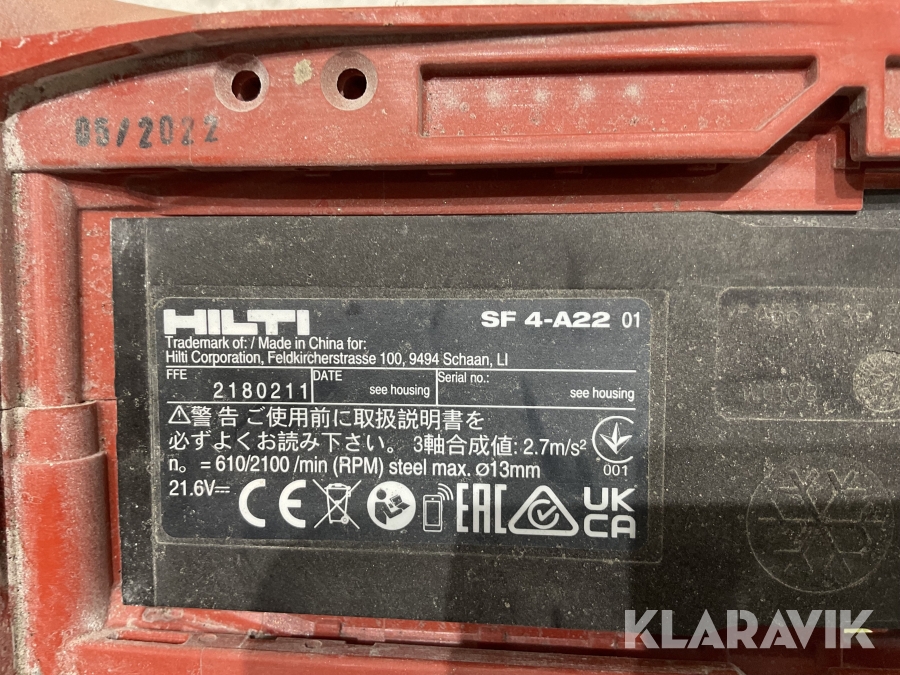 05/2022
HILTI
SF 4-A22 01
Trademark of: / Made in China for:
Hilti Corporation, Feldkircherstrasse 100, 9494 Schaan, LI
FFE 2180211
DATE see housing
Serial no.: see housing
⚠警告 ご使用前に取扱説明書を
必ずよくお読み下さい。 3軸合成値: 2.7m/s²
001
n₀ = 610/2100 /min (RPM) steel max. ø13mm
21.6V⎓
CE
EAC
UK
CA
KLARAVIK